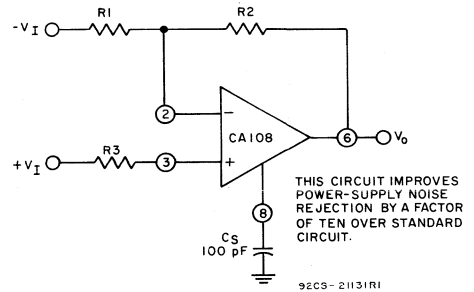 R1
R2
-VI
2
-
CA108
6
Vo
+VI
R3
3
+
8
CS
100 pF
THIS CIRCUIT IMPROVES
POWER-SUPPLY NOISE
REJECTION BY A FACTOR
OF TEN OVER STANDARD
CIRCUIT.
92CS-21131R1